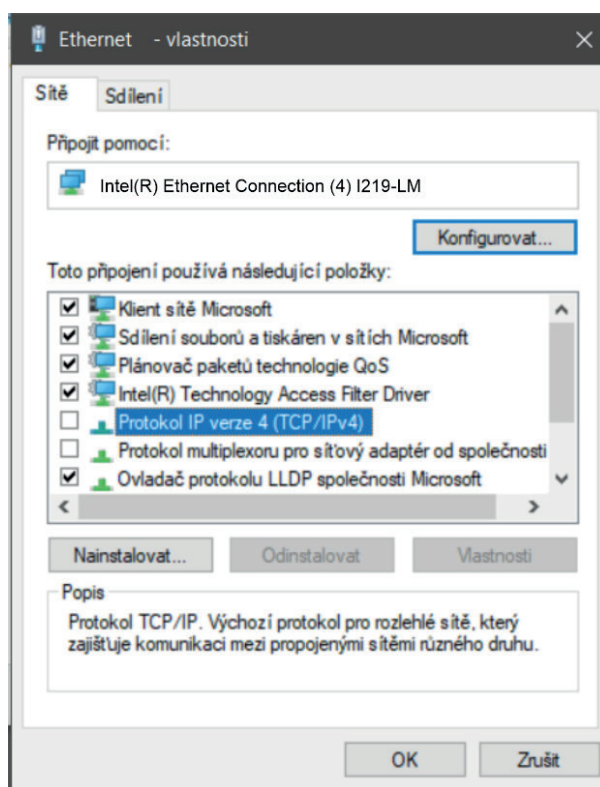 Ethernet - vlastnosti
Sítě
Sdílení
Připojit pomocí:
Intel(R) Ethernet Connection (4) I219-LM
Konfigurovat...
Toto připojení používá následující položky:
Klient sítě Microsoft
Sdílení souborů a tiskáren v sítích Microsoft
Plánovač paketů technologie QoS
Intel(R) Technology Access Filter Driver
Protokol IP verze 4 (TCP/IPv4)
Protokol multiplexoru pro síťový adaptér od společnosti
Ovladač protokolu LLDP společnosti Microsoft
Nainstalovat...
Odinstalovat
Vlastnosti
Popis
Protokol TCP/IP. Výchozí protokol pro rozlehlé sítě, který
zajišťuje komunikaci mezi propojenými sítěmi různého druhu.
OK
Zrušit